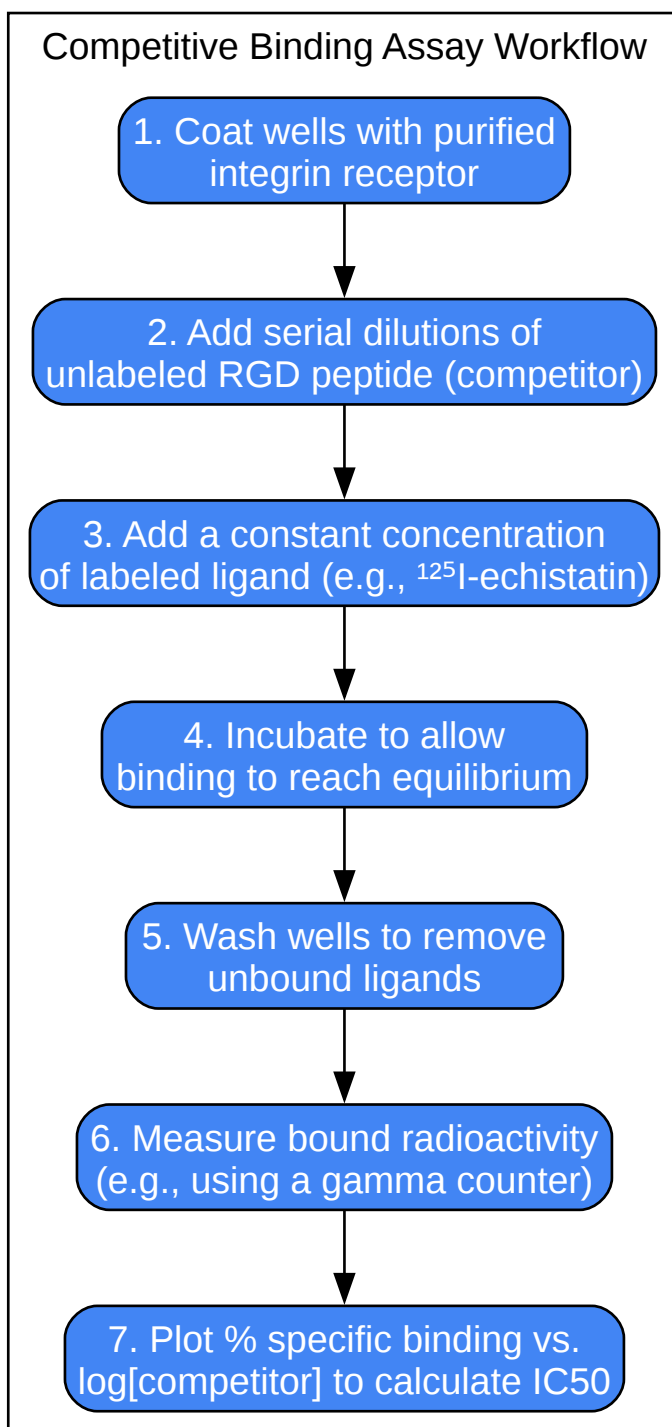 Competitive Binding Assay Workflow
1. Coat wells with purified
integrin receptor
2. Add serial dilutions of
unlabeled RGD peptide (competitor)
3. Add a constant concentration
of labeled ligand (e.g., ¹²⁵I-echistatin)
4. Incubate to allow
binding to reach equilibrium
5. Wash wells to remove
unbound ligands
6. Measure bound radioactivity
(e.g., using a gamma counter)
7. Plot % specific binding vs.
log[competitor] to calculate IC50